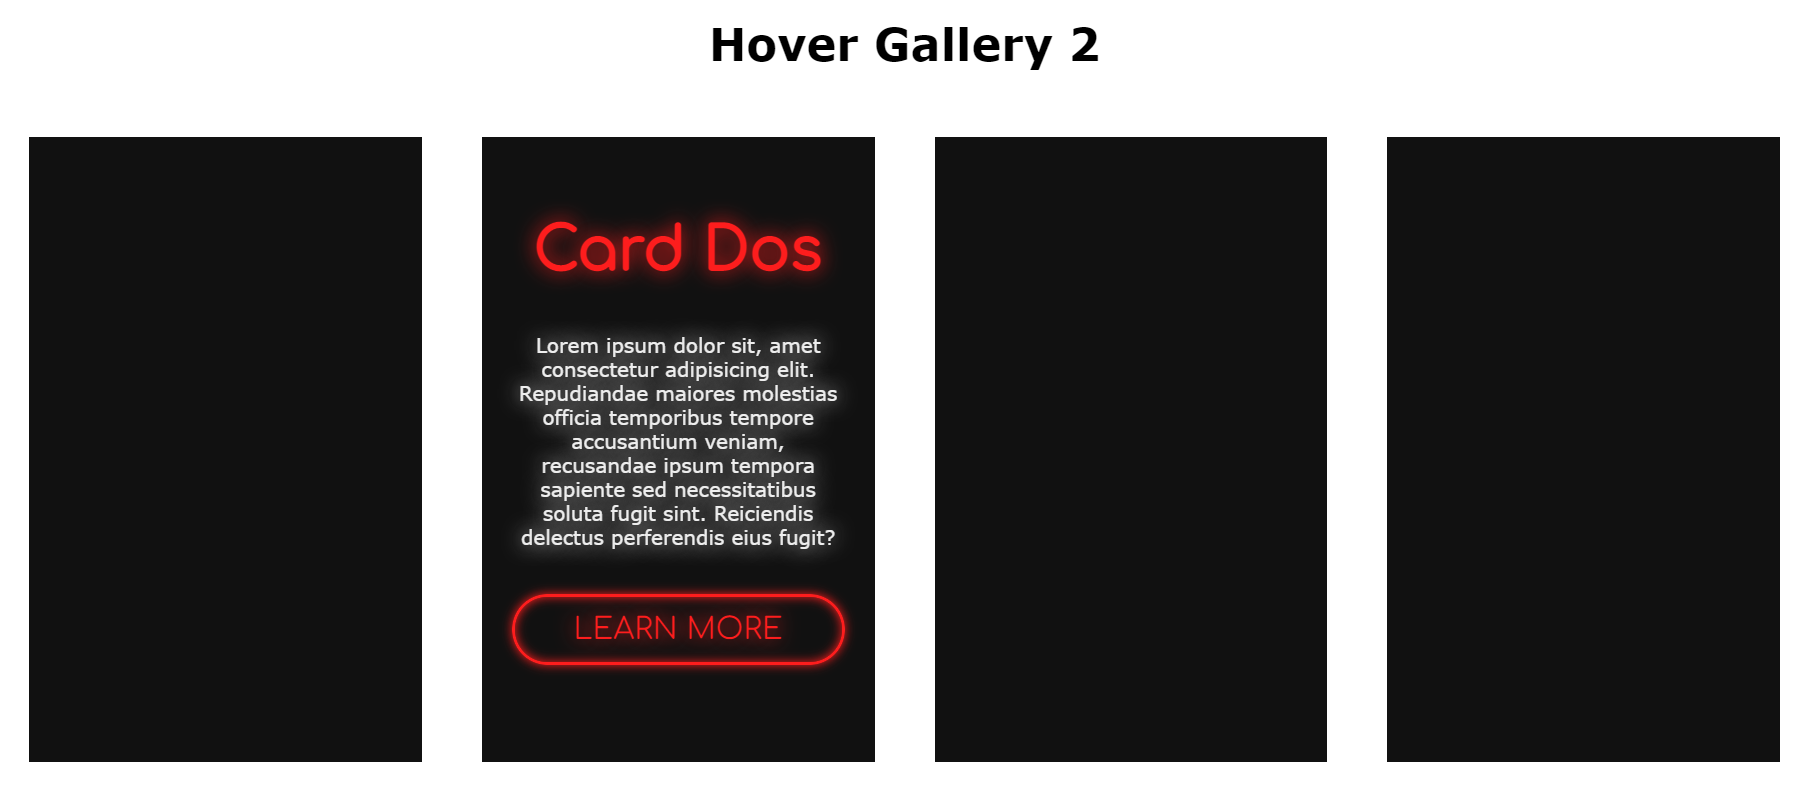 Hover Gallery 2
Card Dos
Lorem ipsum dolor sit, amet
consectetur adipisicing elit.
Repudiandae maiores molestias
officia temporibus tempore
accusantium veniam,
recusandae ipsum tempora
sapiente sed necessitatibus
soluta fugit sint. Reiciendis
delectus perferendis eius fugit?
LEARN MORE